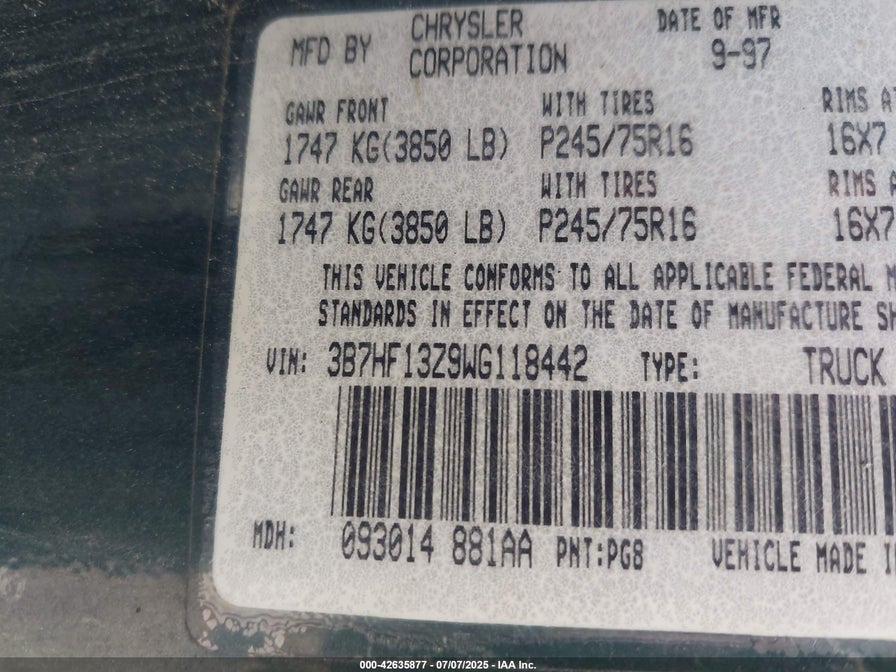 MFD BY CHRYSLER CORPORATION DATE OF MFR 9-97
GAWR FRONT WITH TIRES RIMS
1747 KG(3850 LB) P245/75R16 16X7
GAWR REAR WITH TIRES RIMS
1747 KG(3850 LB) P245/75R16 16X7
THIS VEHICLE CONFORMS TO ALL APPLICABLE FEDERAL
STANDARDS IN EFFECT ON THE DATE OF MANUFACTURE
VIN: 3B7HF13Z9WG118442 TYPE: TRUCK
MDH: 093014 881AA PNT:PG8 VEHICLE MADE
000-42635877 - 07/07/2025 - IAA Inc.